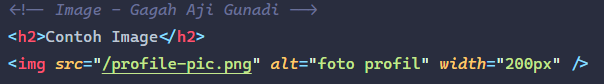 <!-- Image - Gagah Aji Gunadi -->
<h2>Contoh Image</h2>
<img src="/profile-pic.png" alt="foto profil" width="200px" />